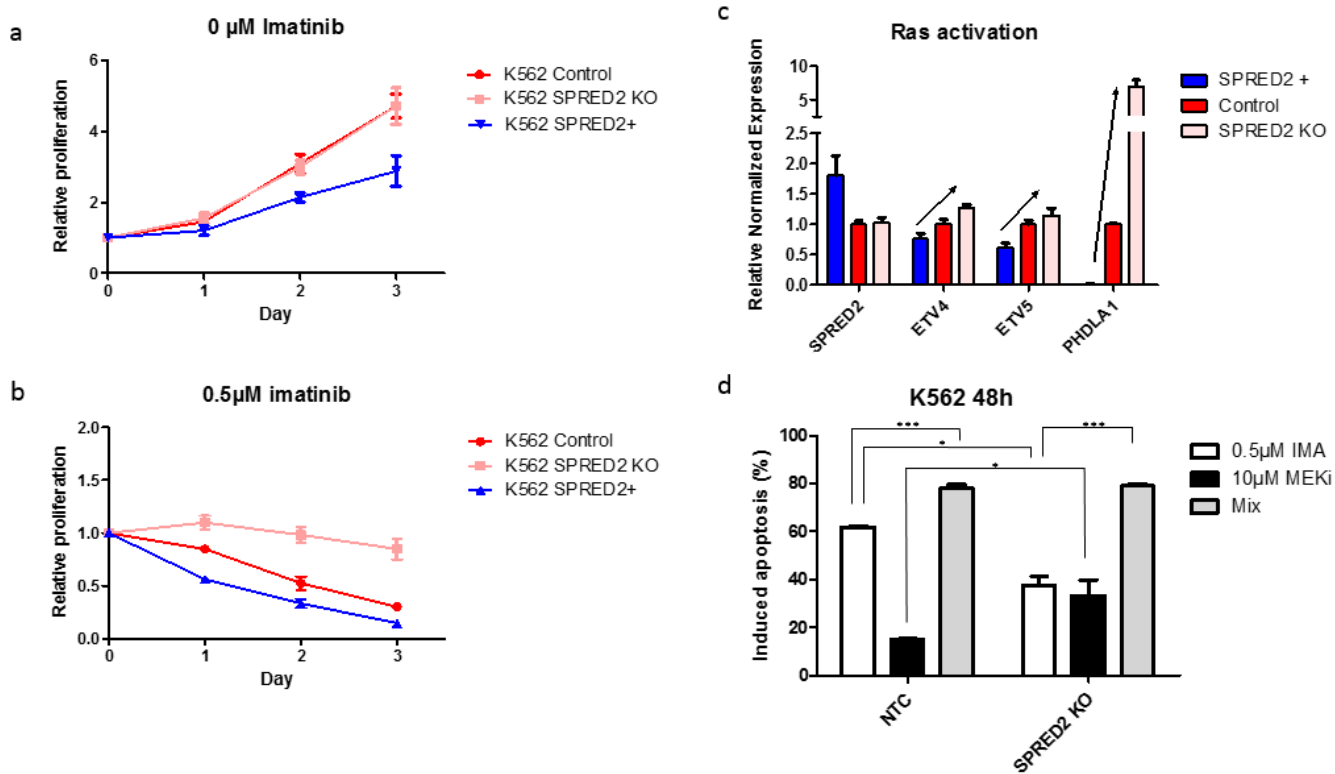 a
0 µM Imatinib
Relative proliferation
6
4
2
0
0 1 2 3
Day
K562 Control
K562 SPRED2 KO
K562 SPRED2+
b
0.5µM imatinib
Relative proliferation
2.0
1.5
1.0
0.5
0.0
0 1 2 3
Day
K562 Control
K562 SPRED2 KO
K562 SPRED2+
c
Ras activation
Relative Normalized Expression
10
5
2.5
2.0
1.5
1.0
0.5
0.0
SPRED2
ETV4
ETV5
PHDLA1
SPRED2 +
Control
SPRED2 KO
d
K562 48h
Induced apoptosis (%)
100
80
60
40
20
0
***
*
***
*
NTC
SPRED2 KO
0.5µM IMA
10µM MEKi
Mix